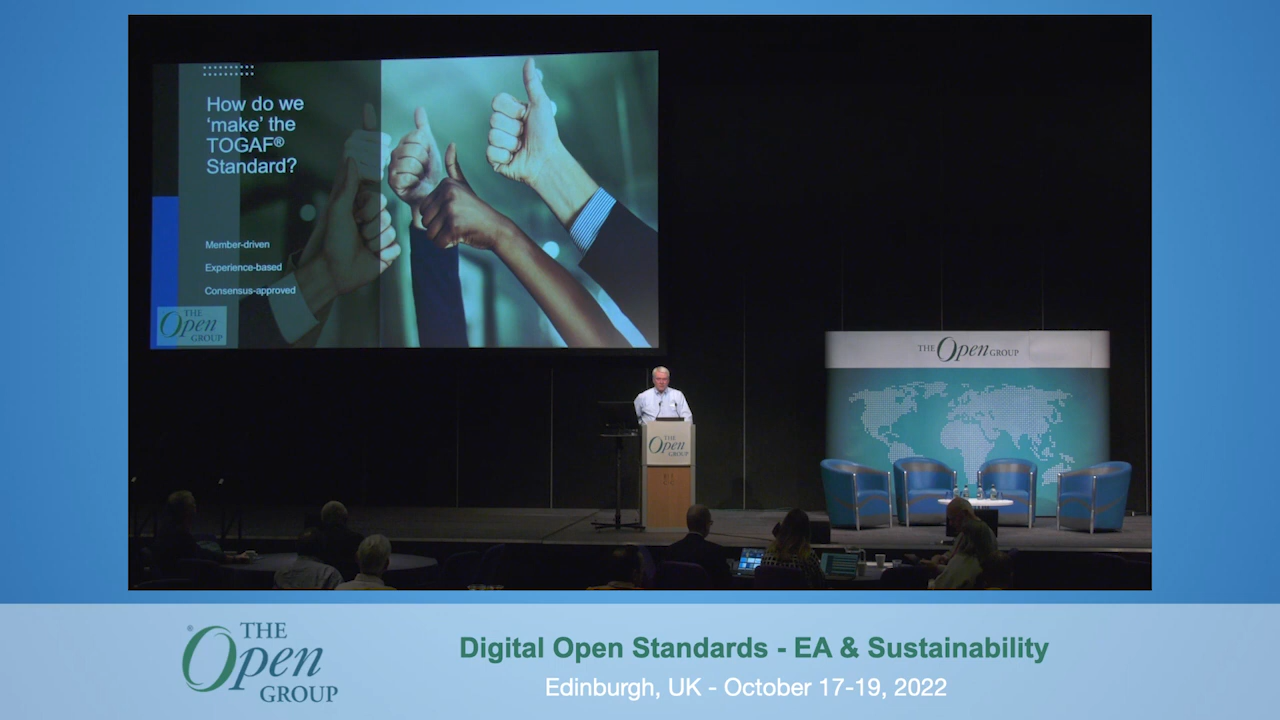 How do we
‘make’ the
TOGAF®
Standard?
Member-driven
Experience-based
Consensus-approved
THE
Open
GROUP
THE Open GROUP
THE
Open
GROUP
® THE
Open
GROUP
Digital Open Standards - EA & Sustainability
Edinburgh, UK - October 17-19, 2022